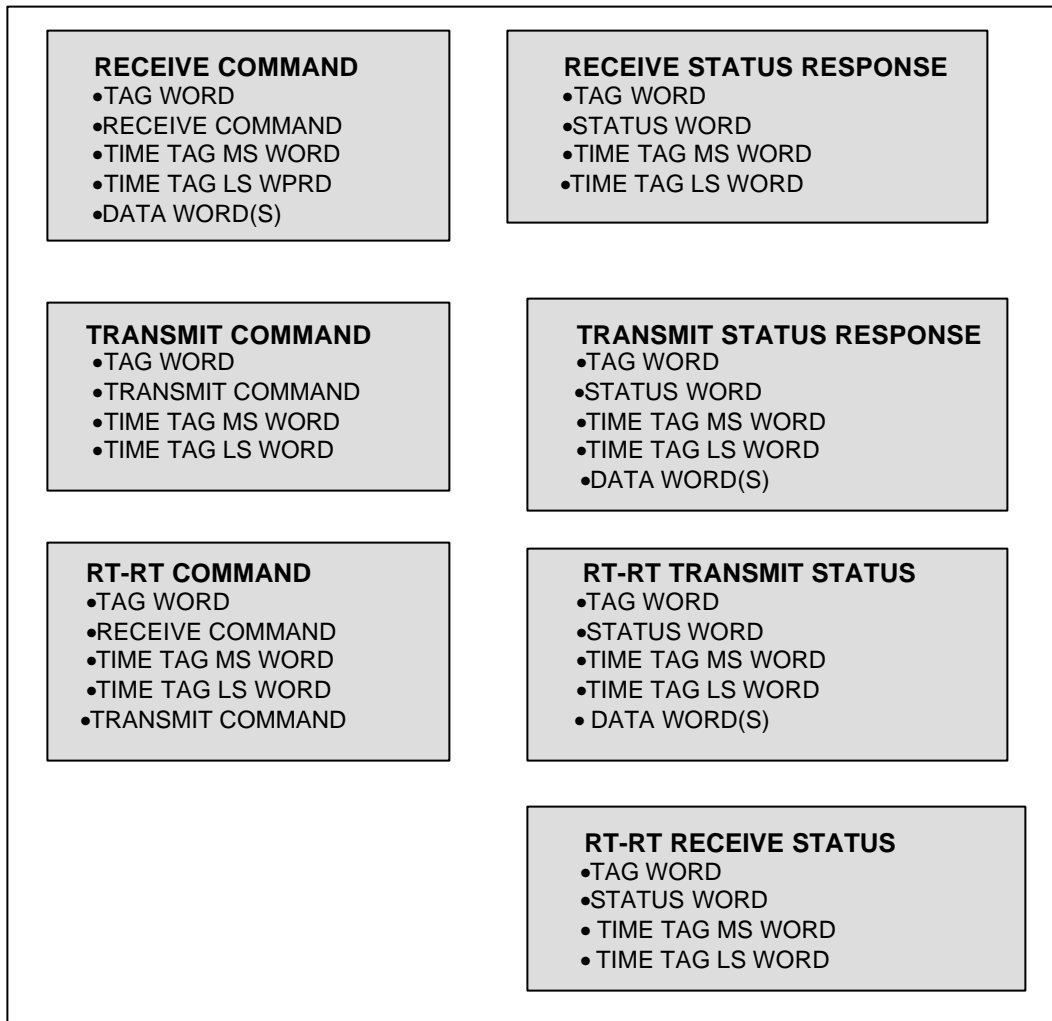 RECEIVE COMMAND
•TAG WORD
•RECEIVE COMMAND
•TIME TAG MS WORD
•TIME TAG LS WPRD
•DATA WORD(S)
RECEIVE STATUS RESPONSE
•TAG WORD
•STATUS WORD
•TIME TAG MS WORD
•TIME TAG LS WORD
TRANSMIT COMMAND
•TAG WORD
•TRANSMIT COMMAND
•TIME TAG MS WORD
•TIME TAG LS WORD
TRANSMIT STATUS RESPONSE
•TAG WORD
•STATUS WORD
•TIME TAG MS WORD
•TIME TAG LS WORD
•DATA WORD(S)
RT-RT COMMAND
•TAG WORD
•RECEIVE COMMAND
•TIME TAG MS WORD
•TIME TAG LS WORD
•TRANSMIT COMMAND
RT-RT TRANSMIT STATUS
•TAG WORD
•STATUS WORD
•TIME TAG MS WORD
•TIME TAG LS WORD
• DATA WORD(S)
RT-RT RECEIVE STATUS
•TAG WORD
•STATUS WORD
• TIME TAG MS WORD
• TIME TAG LS WORD